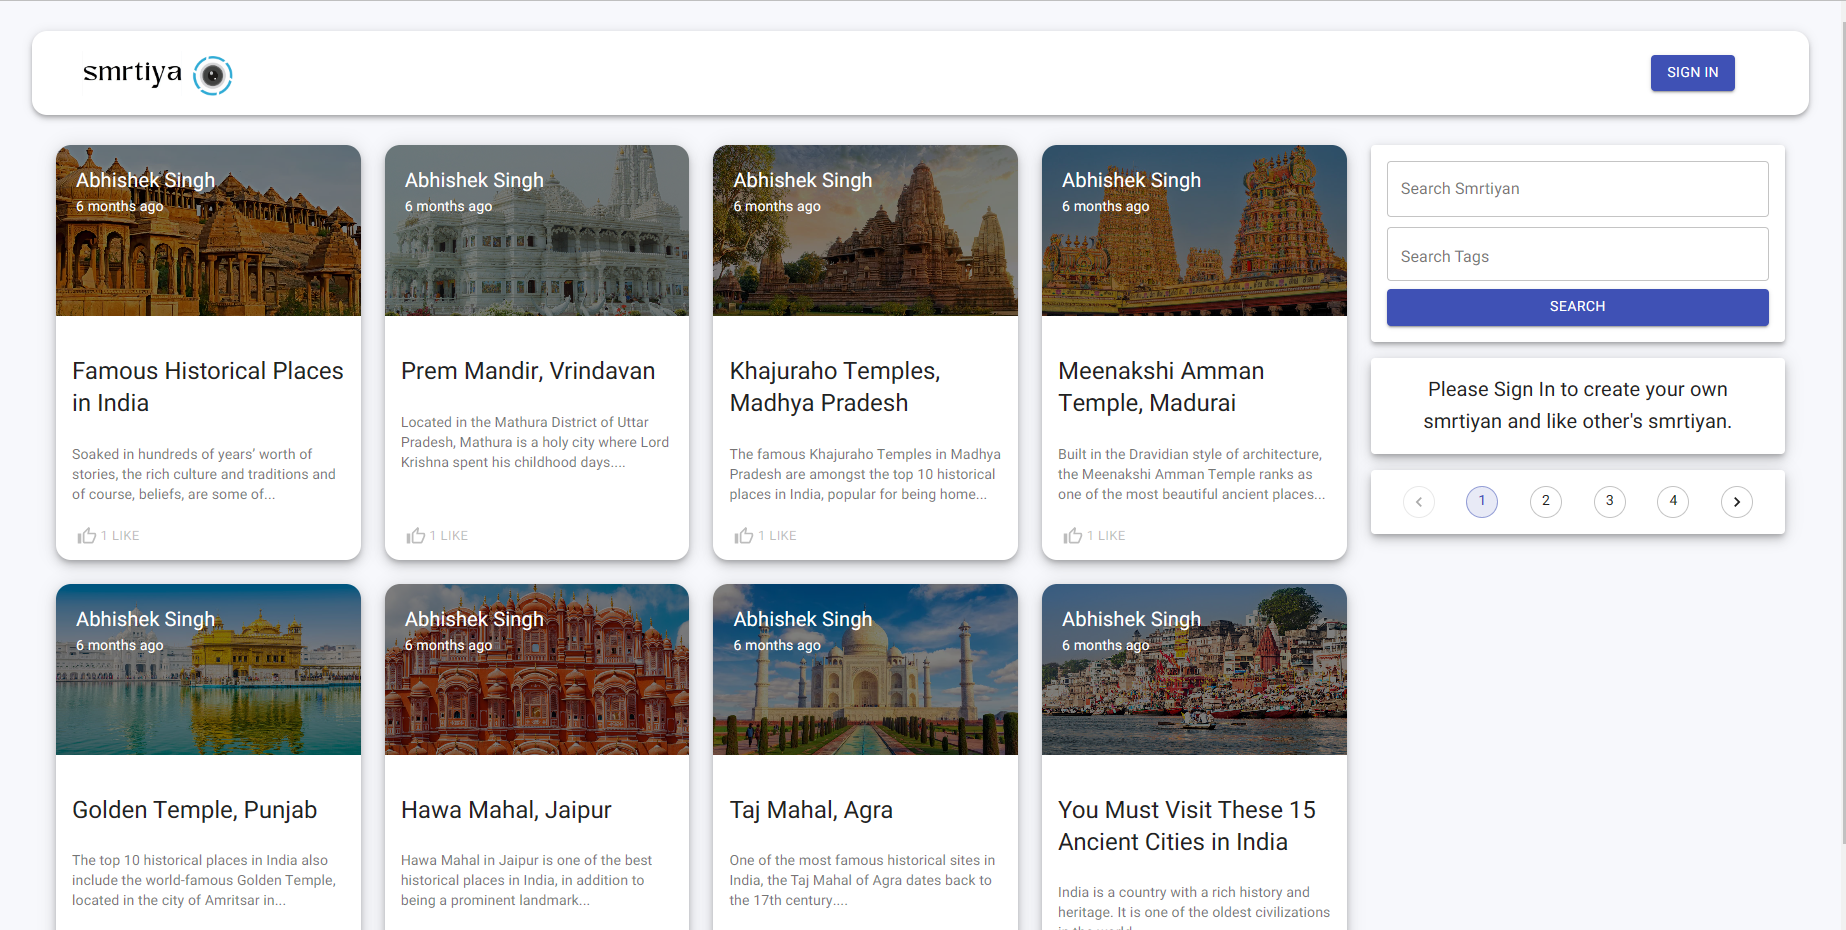 smrtiya
SIGN IN
Abhishek Singh
6 months ago
Famous Historical Places
in India
Soaked in hundreds of years’ worth of
stories, the rich culture and traditions and
of course, beliefs, are some of...
1 LIKE
Abhishek Singh
6 months ago
Prem Mandir, Vrindavan
Located in the Mathura District of Uttar
Pradesh, Mathura is a holy city where Lord
Krishna spent his childhood days....
1 LIKE
Abhishek Singh
6 months ago
Khajuraho Temples,
Madhya Pradesh
The famous Khajuraho Temples in Madhya
Pradesh are amongst the top 10 historical
places in India, popular for being home...
1 LIKE
Abhishek Singh
6 months ago
Meenakshi Amman
Temple, Madurai
Built in the Dravidian style of architecture,
the Meenakshi Amman Temple ranks as
one of the most beautiful ancient places...
1 LIKE
Search Smrtiyan
Search Tags
SEARCH
Please Sign In to create your own
smrtiyan and like other's smrtiyan.
1 2 3 4
Abhishek Singh
6 months ago
Golden Temple, Punjab
The top 10 historical places in India also
include the world-famous Golden Temple,
located in the city of Amritsar in...
Abhishek Singh
6 months ago
Hawa Mahal, Jaipur
Hawa Mahal in Jaipur is one of the best
historical places in India, in addition to
being a prominent landmark...
Abhishek Singh
6 months ago
Taj Mahal, Agra
One of the most famous historical sites in
India, the Taj Mahal of Agra dates back to
the 17th century....
Abhishek Singh
6 months ago
You Must Visit These 15
Ancient Cities in India
India is a country with a rich history and
heritage. It is one of the oldest civilizations